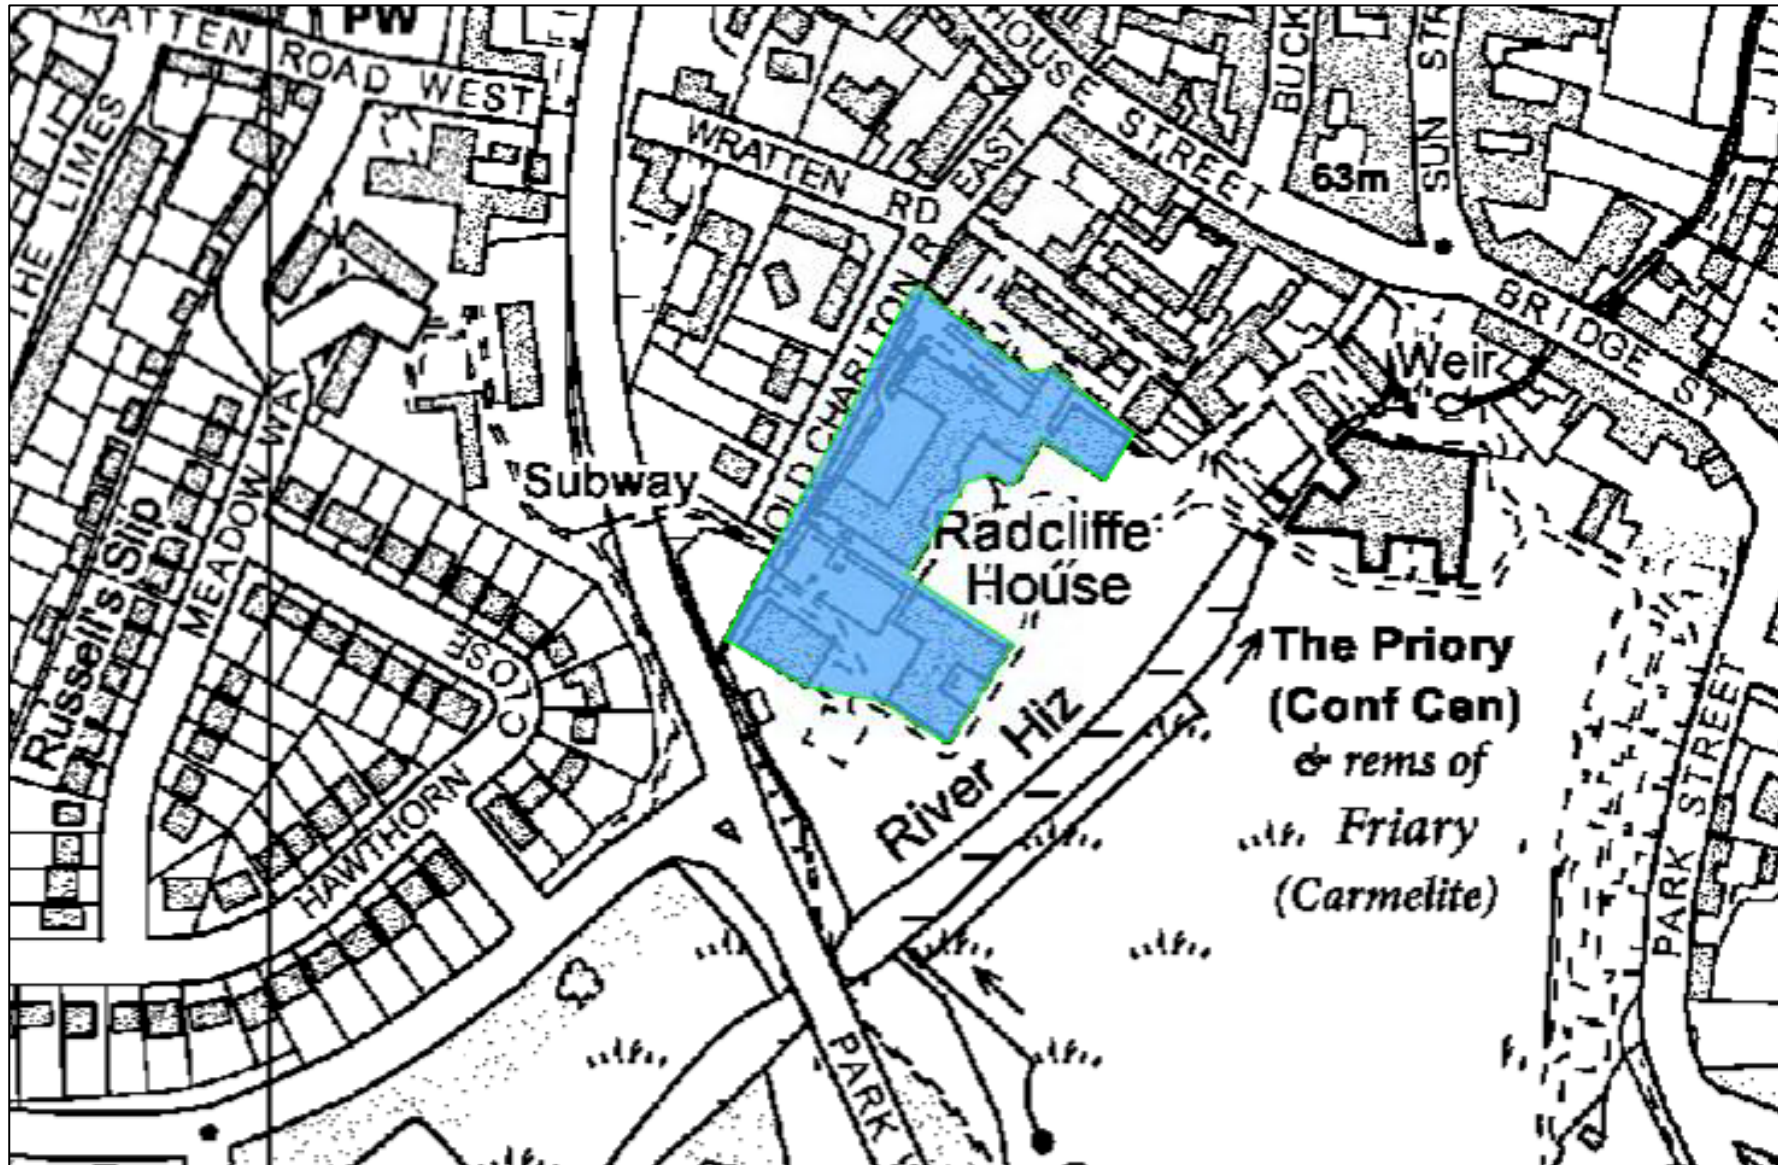 PW
RATTEN ROAD WEST
HOUSE STREET
BUCK
SUN STR
THE LIMES
WRATTEN RD
EAST
63m
BRIDGE ST
Weir
OLD CHARLTON R
Subway
MEADOW WA
Russell's Slip
Radcliffe
House
CLOSE
The Priory
(Conf Cen)
& rems of
Friary
(Carmelite)
River Hiz
HAWTHORN
PARK STREET
PARK